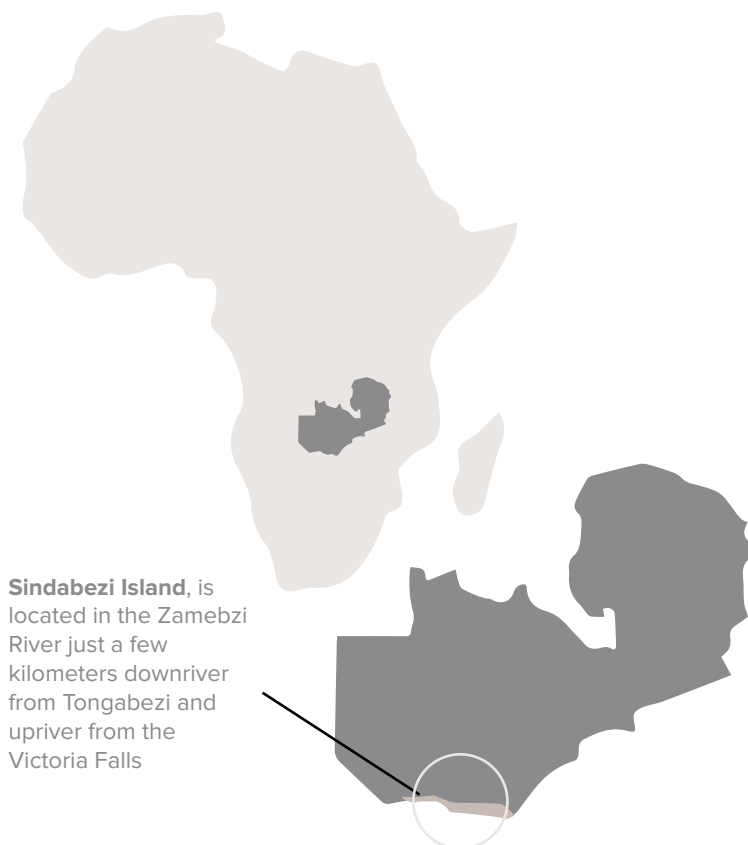 Sindabezi Island, is
located in the Zamebzi
River just a few
kilometers downriver
from Tongabezi and
upriver from the
Victoria Falls